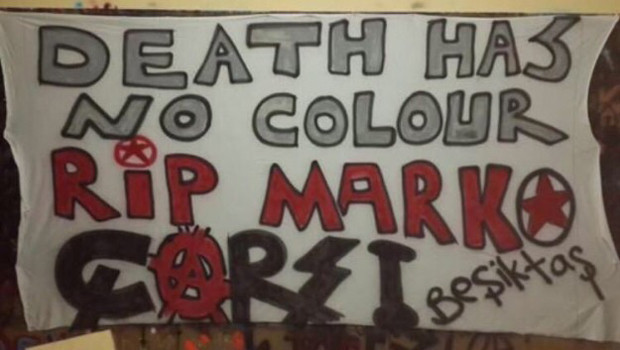 DEATH HAS
NO COLOUR
RIP MARKO
ÇARŞI
Beşiktaş